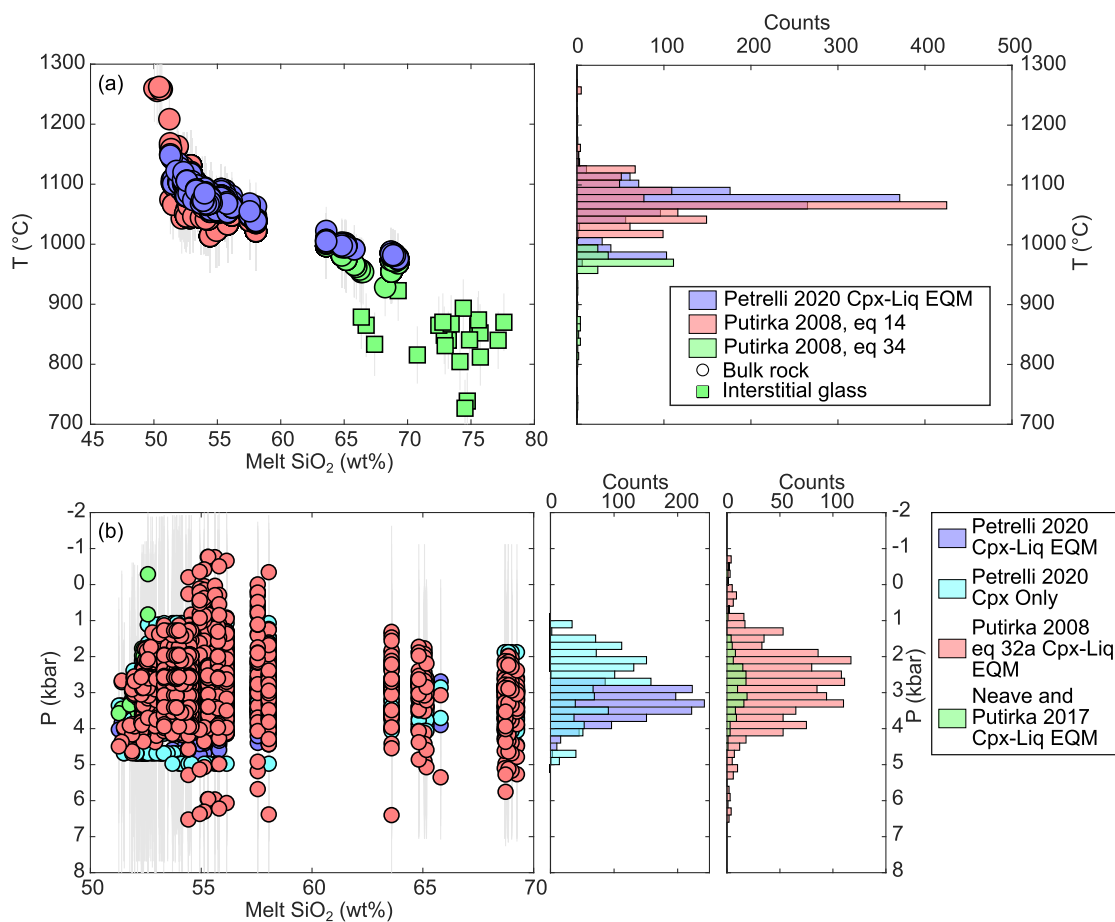 Counts
0 100 200 300 400 500
(a)
1300
1200
1100
1000
900
800
700
T (°C)
45 50 55 60 65 70 75 80
Melt SiO2 (wt%)
1300
1200
1100
1000
900
800
700
T (°C)
Petrelli 2020 Cpx-Liq EQM
Putirka 2008, eq 14
Putirka 2008, eq 34
Bulk rock
Interstitial glass
(b)
-2
-1
0
1
2
3
4
5
6
7
8
P (kbar)
50 55 60 65 70
Melt SiO2 (wt%)
Counts
0 100 200
Counts
0 50 100
-2
-1
0
1
2
3
4
5
6
7
8
P (kbar)
Petrelli 2020
Cpx-Liq EQM
Petrelli 2020
Cpx Only
Putirka 2008
eq 32a Cpx-Liq
EQM
Neave and
Putirka 2017
Cpx-Liq EQM